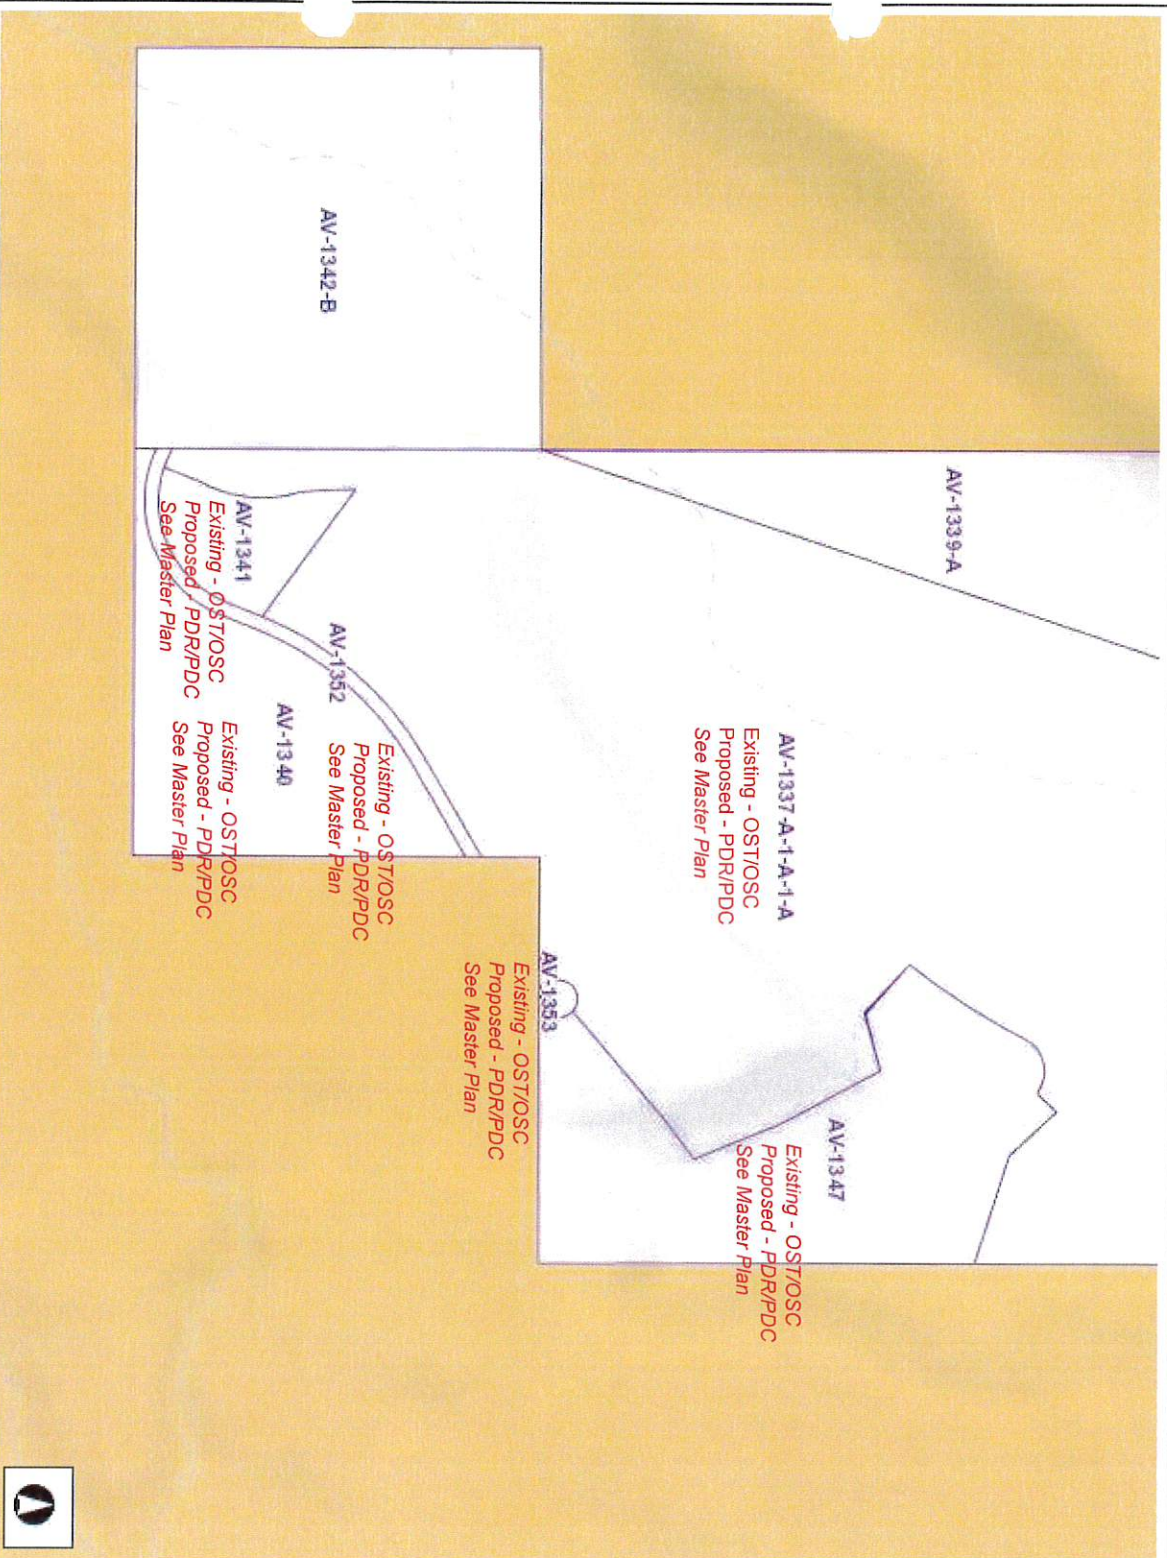 AV-1339-A
AV-1337-A-1-A-1-A
Existing - OST/OSC
Proposed - PDR/PDC
See Master Plan
AV-1347
Existing - OST/OSC
Proposed - PDR/PDC
See Master Plan
AV-1353
Existing - OST/OSC
Proposed - PDR/PDC
See Master Plan
AV-1342-B
AV-1352
Existing - OST/OSC
Proposed - PDR/PDC
See Master Plan
AV-1340
Existing - OST/OSC
Proposed - PDR/PDC
See Master Plan
AV-1341
Existing - OST/OSC
Proposed - PDR/PDC
See Master Plan